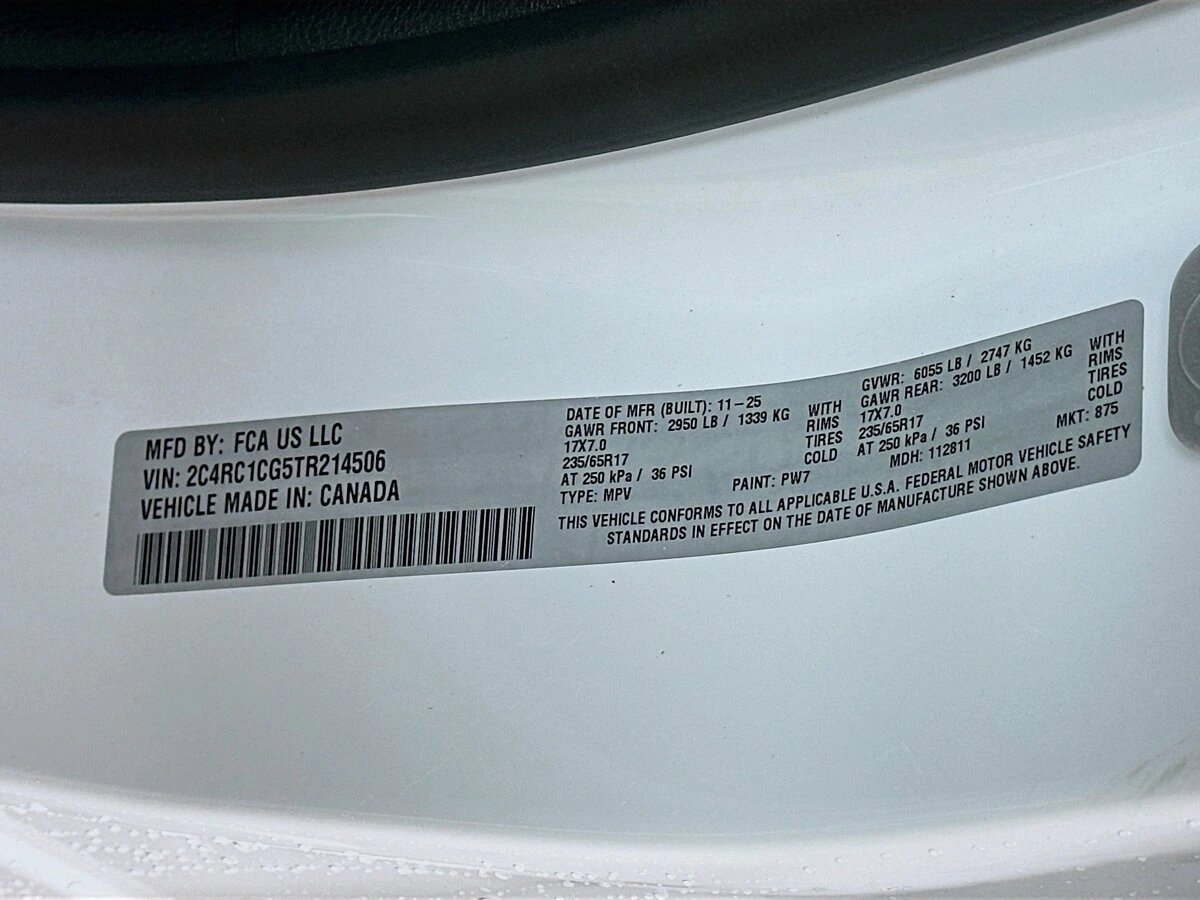 MFD BY: FCA US LLC
VIN: 2C4RC1CG5TR214506
VEHICLE MADE IN: CANADA
DATE OF MFR (BUILT): 11-25
GAWR FRONT: 2950 LB / 1339 KG WITH
17X7.0 RIMS
235/65R17 TIRES
AT 250 kPa / 36 PSI COLD
TYPE: MPV PAINT: PW7
GVWR: 6055 LB / 2747 KG
GAWR REAR: 3200 LB / 1452 KG WITH
17X7.0 RIMS
235/65R17 TIRES
AT 250 kPa / 36 PSI COLD
MDH: 112811 MKT: 875
THIS VEHICLE CONFORMS TO ALL APPLICABLE U.S.A. FEDERAL MOTOR VEHICLE SAFETY
STANDARDS IN EFFECT ON THE DATE OF MANUFACTURE SHOWN ABOVE.